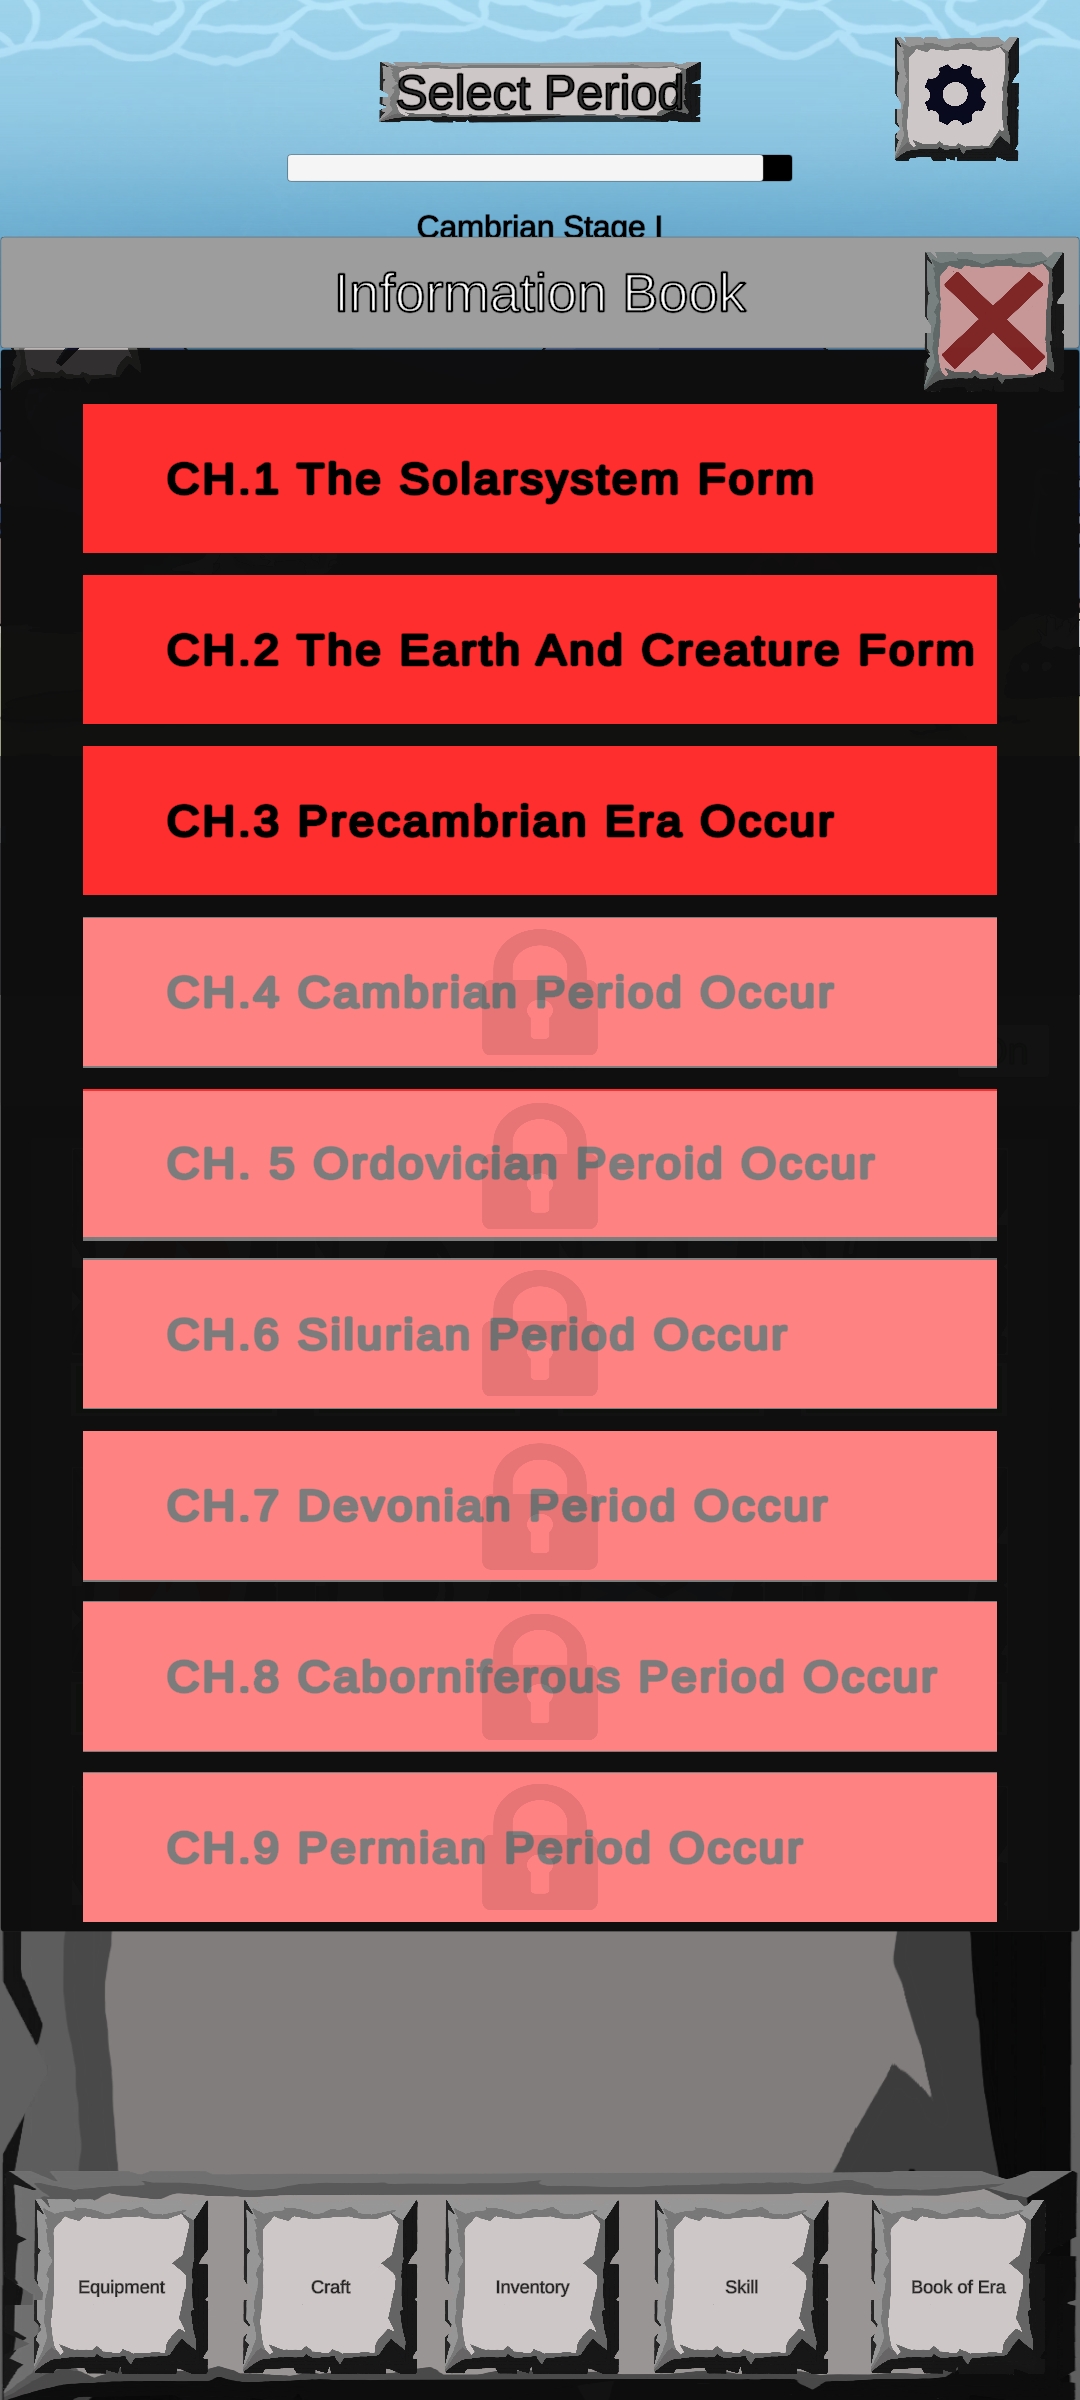 Select Period
Cambrian Stage I
Information Book
CH.1 The Solarsystem Form
CH.2 The Earth And Creature Form
CH.3 Precambrian Era Occur
CH.4 Cambrian Period Occur
CH. 5 Ordovician Peroid Occur
CH.6 Silurian Period Occur
CH.7 Devonian Period Occur
CH.8 Caborniferous Period Occur
CH.9 Permian Period Occur
Equipment
Craft
Inventory
Skill
Book of Era